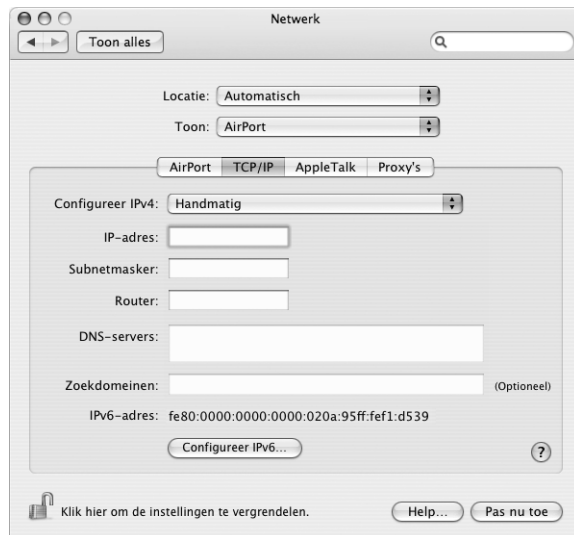 Netwerk
Toon alles
Locatie: Automatisch
Toon: AirPort
AirPort TCP/IP AppleTalk Proxy's
Configureer IPv4: Handmatig
IP-adres:
Subnetmasker:
Router:
DNS-servers:
Zoekdomeinen: (Optioneel)
IPv6-adres: fe80:0000:0000:0000:020a:95ff:fef1:d539
Configureer IPv6... ?
Klik hier om de instellingen te vergrendelen. Help... Pas nu toe